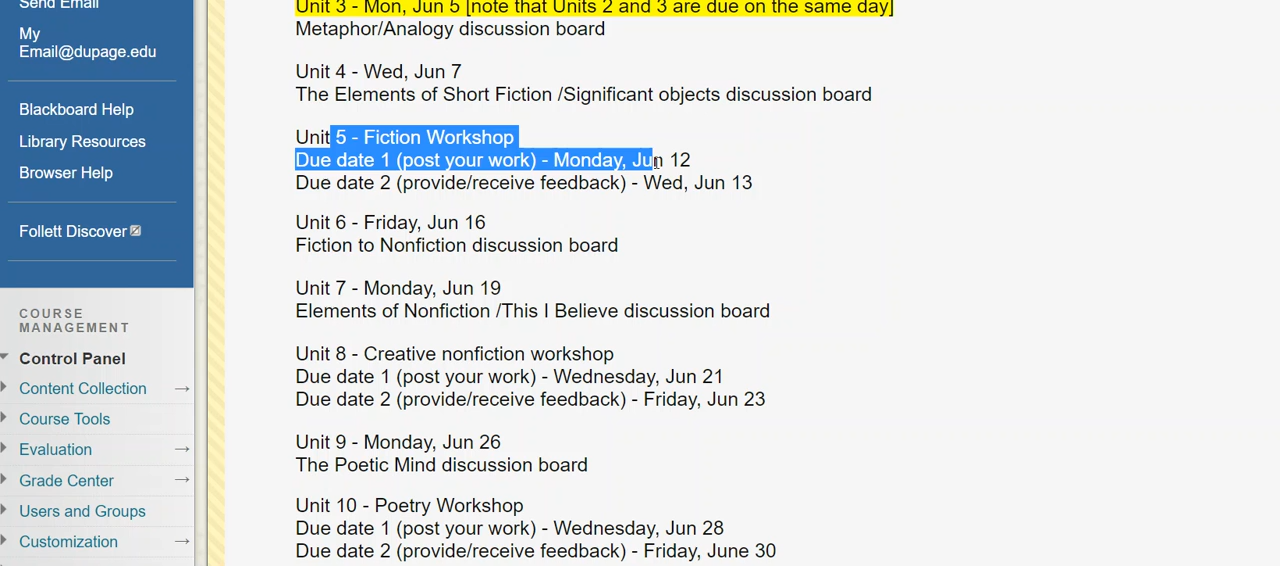 Send Email
My
Email@dupage.edu
Blackboard Help
Library Resources
Browser Help
Follett Discover
COURSE
MANAGEMENT
Control Panel
Content Collection
Course Tools
Evaluation
Grade Center
Users and Groups
Customization
Unit 3 - Mon, Jun 5 [note that Units 2 and 3 are due on the same day]
Metaphor/Analogy discussion board
Unit 4 - Wed, Jun 7
The Elements of Short Fiction /Significant objects discussion board
Unit 5 - Fiction Workshop
Due date 1 (post your work) - Monday, Jun 12
Due date 2 (provide/receive feedback) - Wed, Jun 13
Unit 6 - Friday, Jun 16
Fiction to Nonfiction discussion board
Unit 7 - Monday, Jun 19
Elements of Nonfiction /This I Believe discussion board
Unit 8 - Creative nonfiction workshop
Due date 1 (post your work) - Wednesday, Jun 21
Due date 2 (provide/receive feedback) - Friday, Jun 23
Unit 9 - Monday, Jun 26
The Poetic Mind discussion board
Unit 10 - Poetry Workshop
Due date 1 (post your work) - Wednesday, Jun 28
Due date 2 (provide/receive feedback) - Friday, June 30